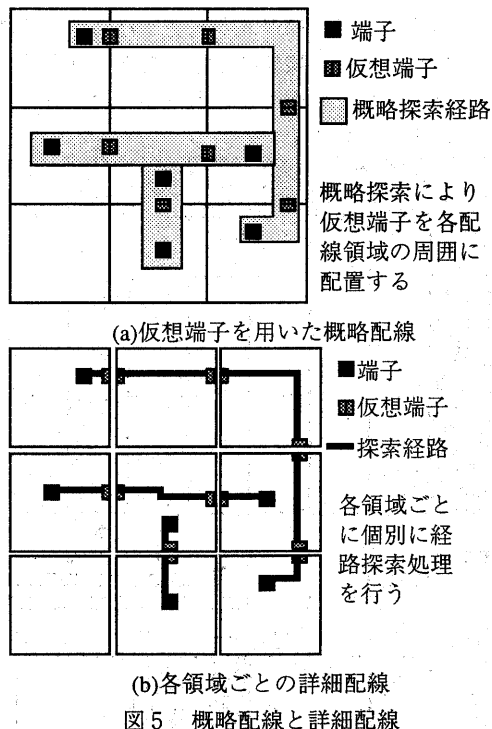 端子
仮想端子
概略探索経路
概略探索により
仮想端子を各配
線領域の周囲に
配置する
(a)仮想端子を用いた概略配線
端子
仮想端子
探索経路
各領域ごと
に個別に経
路探索処理
を行う
(b)各領域ごとの詳細配線
図5 概略配線と詳細配線